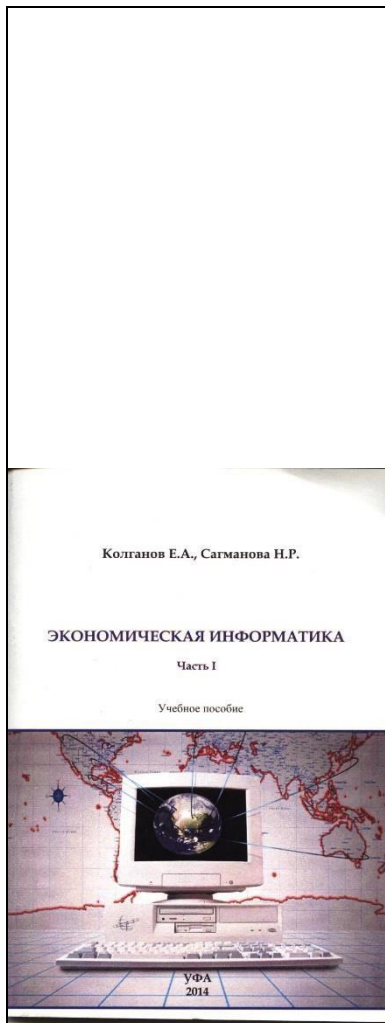 Колганов Е.А., Сагманова Н.Р.
ЭКОНОМИЧЕСКАЯ ИНФОРМАТИКА
Часть I
Учебное пособие
УФА
2014